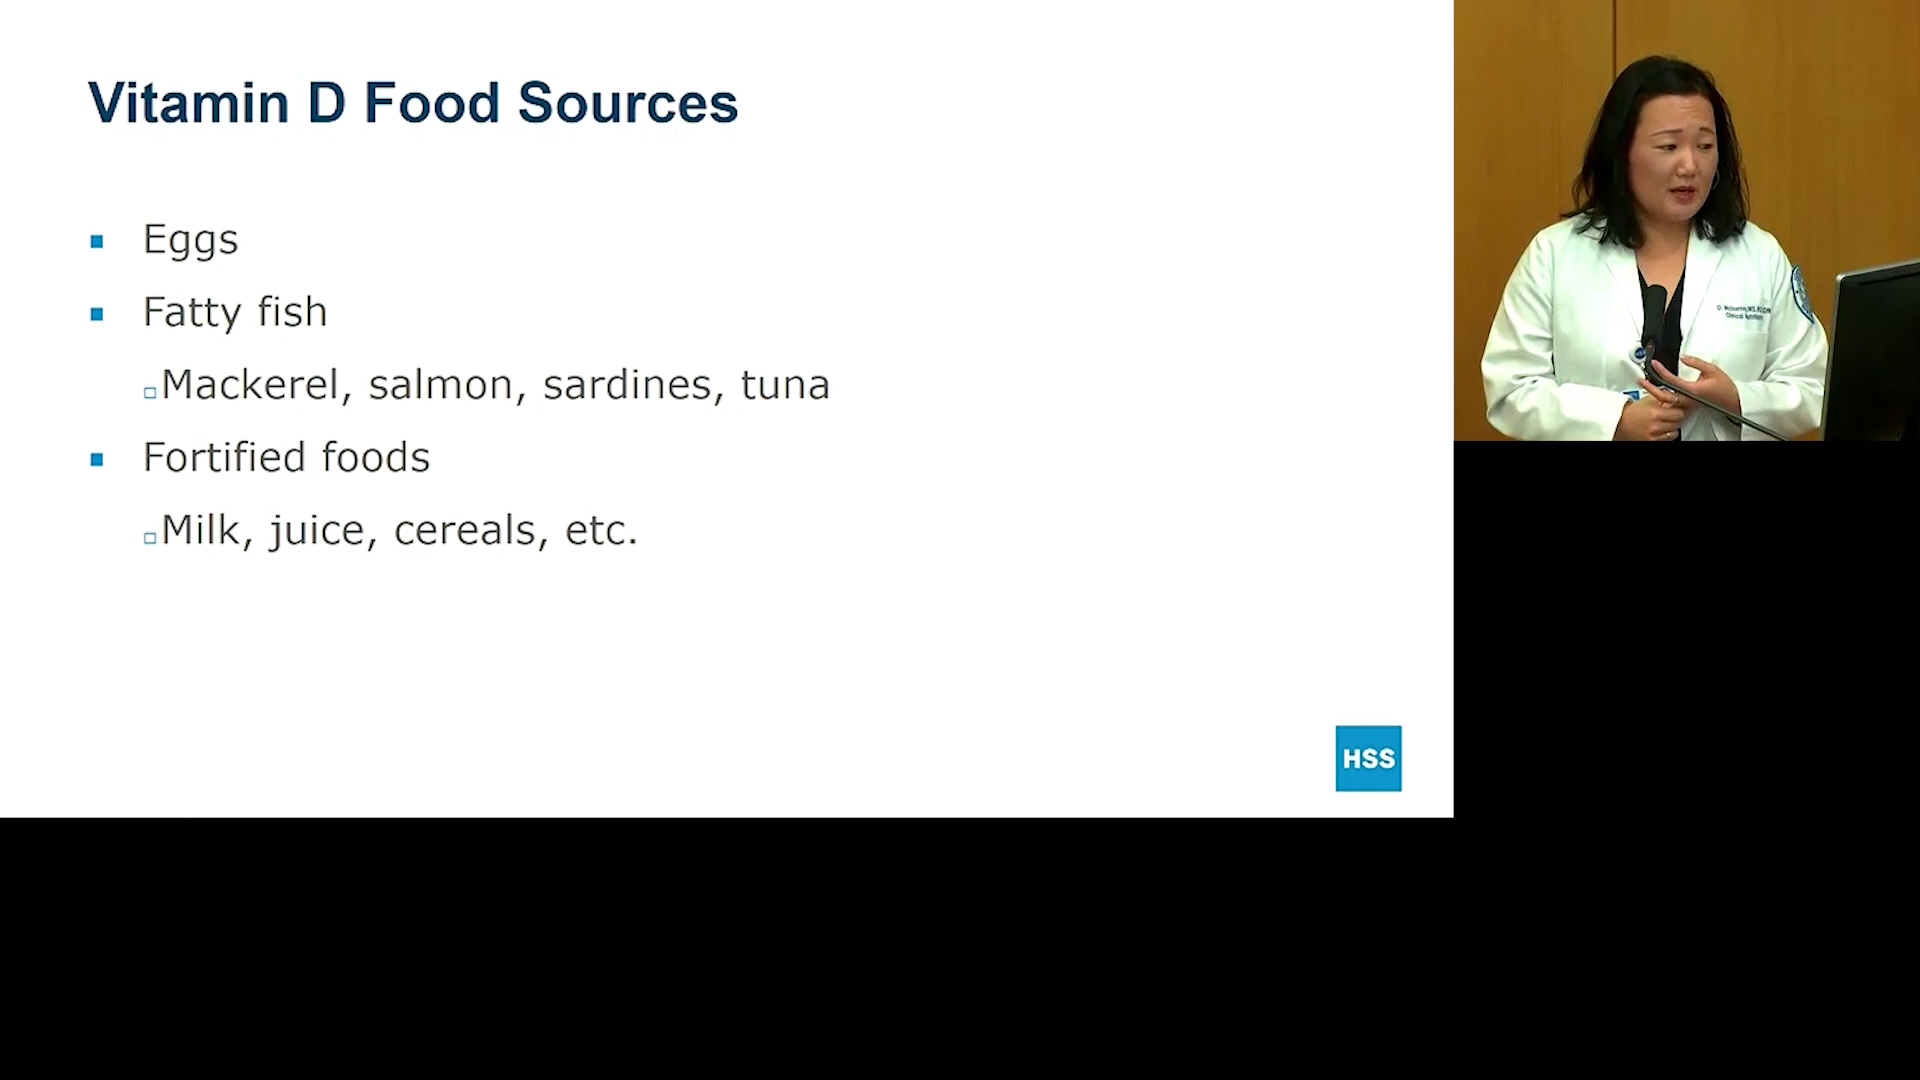 Vitamin D Food Sources
Eggs
Fatty fish
Mackerel, salmon, sardines, tuna
Fortified foods
Milk, juice, cereals, etc.
HSS